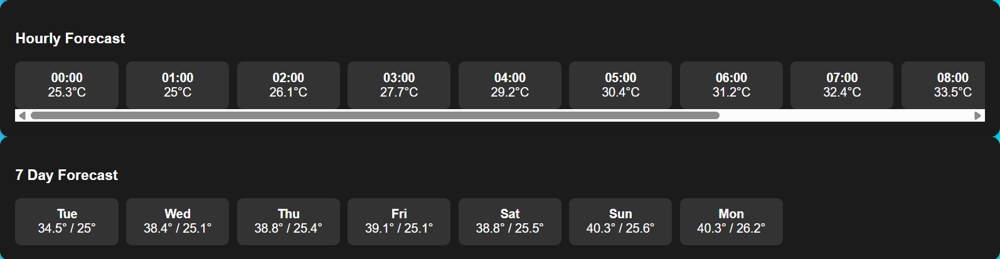 Hourly Forecast
00:00 01:00 02:00 03:00 04:00 05:00 06:00 07:00 08:00
25.3°C 25°C 26.1°C 27.7°C 29.2°C 30.4°C 31.2°C 32.4°C 33.5°C
7 Day Forecast
Tue Wed Thu Fri Sat Sun Mon
34.5° / 25° 38.4° / 25.1° 38.8° / 25.4° 39.1° / 25.1° 38.8° / 25.5° 40.3° / 25.6° 40.3° / 26.2°